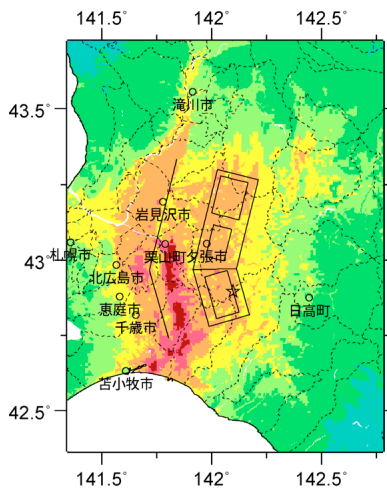 141.5° 142° 142.5°
43.5°
滝川市
岩見沢市
札幌市 栗山町 夕張市
43°
北広島市
恵庭市 日高町
千歳市
苫小牧市
42.5°
141.5° 142° 142.5°